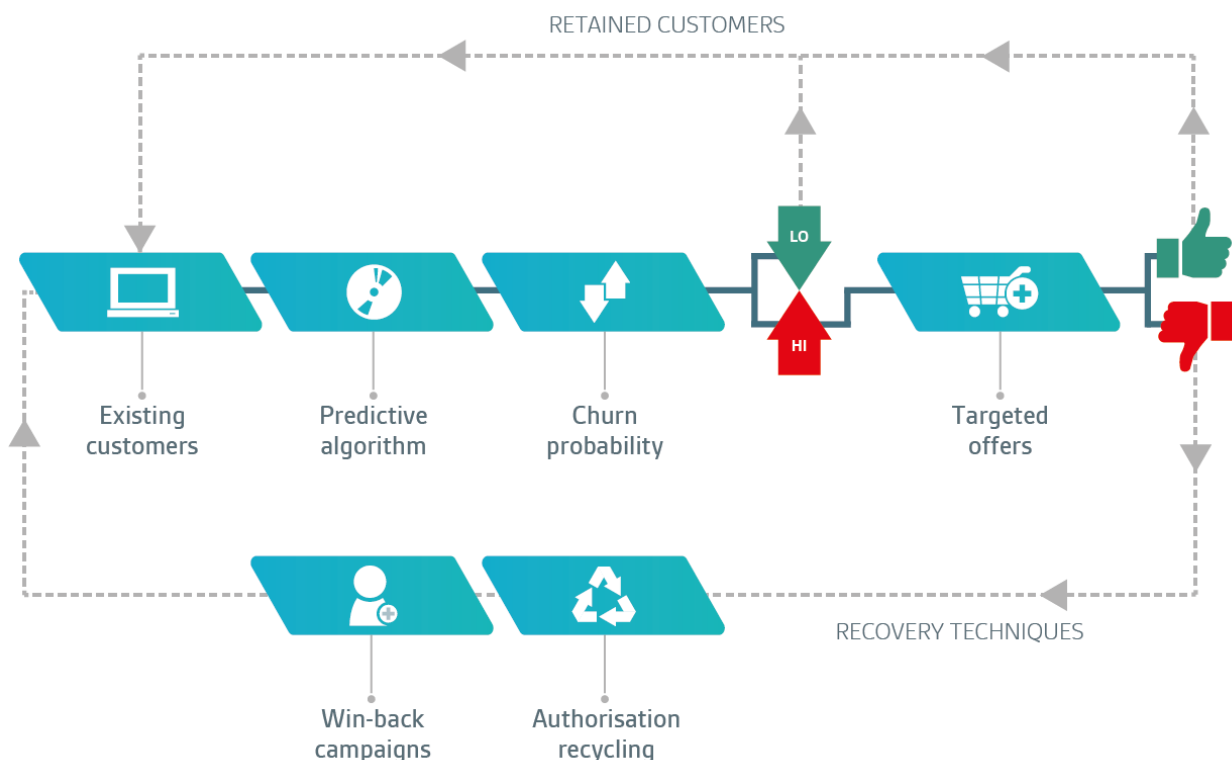 RETAINED CUSTOMERS
LO
HI
Existing
customers
Predictive
algorithm
Churn
probability
Targeted
offers
RECOVERY TECHNIQUES
Win-back
campaigns
Authorisation
recycling